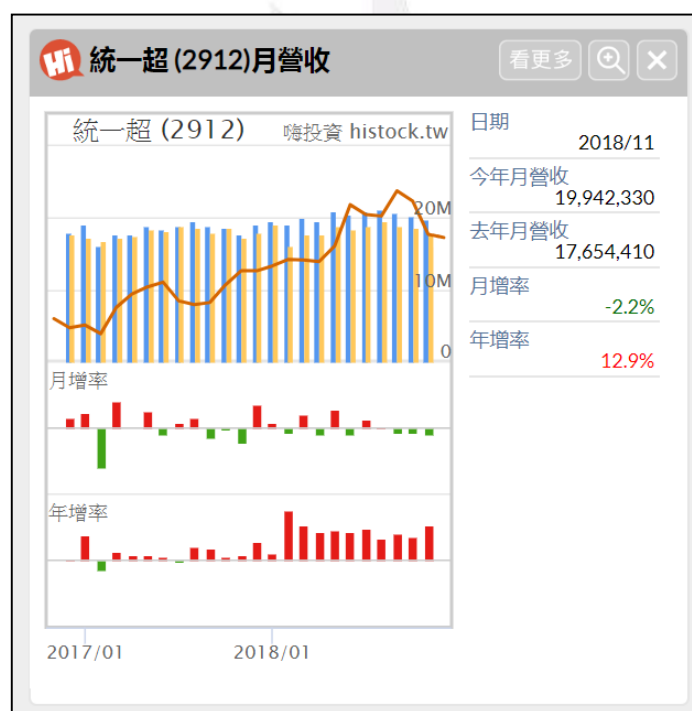 Hi 統一超 (2912)月營收 看更多
統一超 (2912) 嗨投資 histock.tw
20M
10M
0
月增率
年增率
2017/01 2018/01
日期
2018/11
今年月營收
19,942,330
去年月營收
17,654,410
月增率
-2.2%
年增率
12.9%